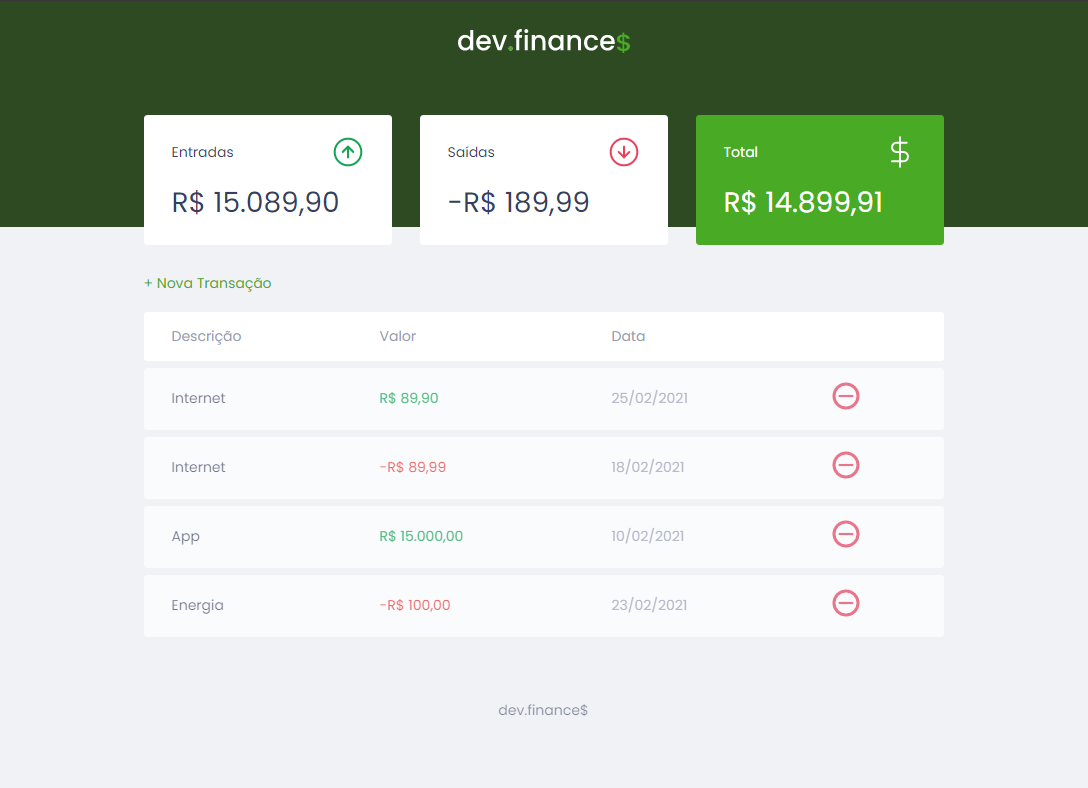 dev.finance$
Entradas
R$ 15.089,90
Saídas
-R$ 189,99
Total
R$ 14.899,91
+ Nova Transação
Descrição Valor Data
Internet R$ 89,90 25/02/2021
Internet -R$ 89,99 18/02/2021
App R$ 15.000,00 10/02/2021
Energía -R$ 100,00 23/02/2021
dev.finance$